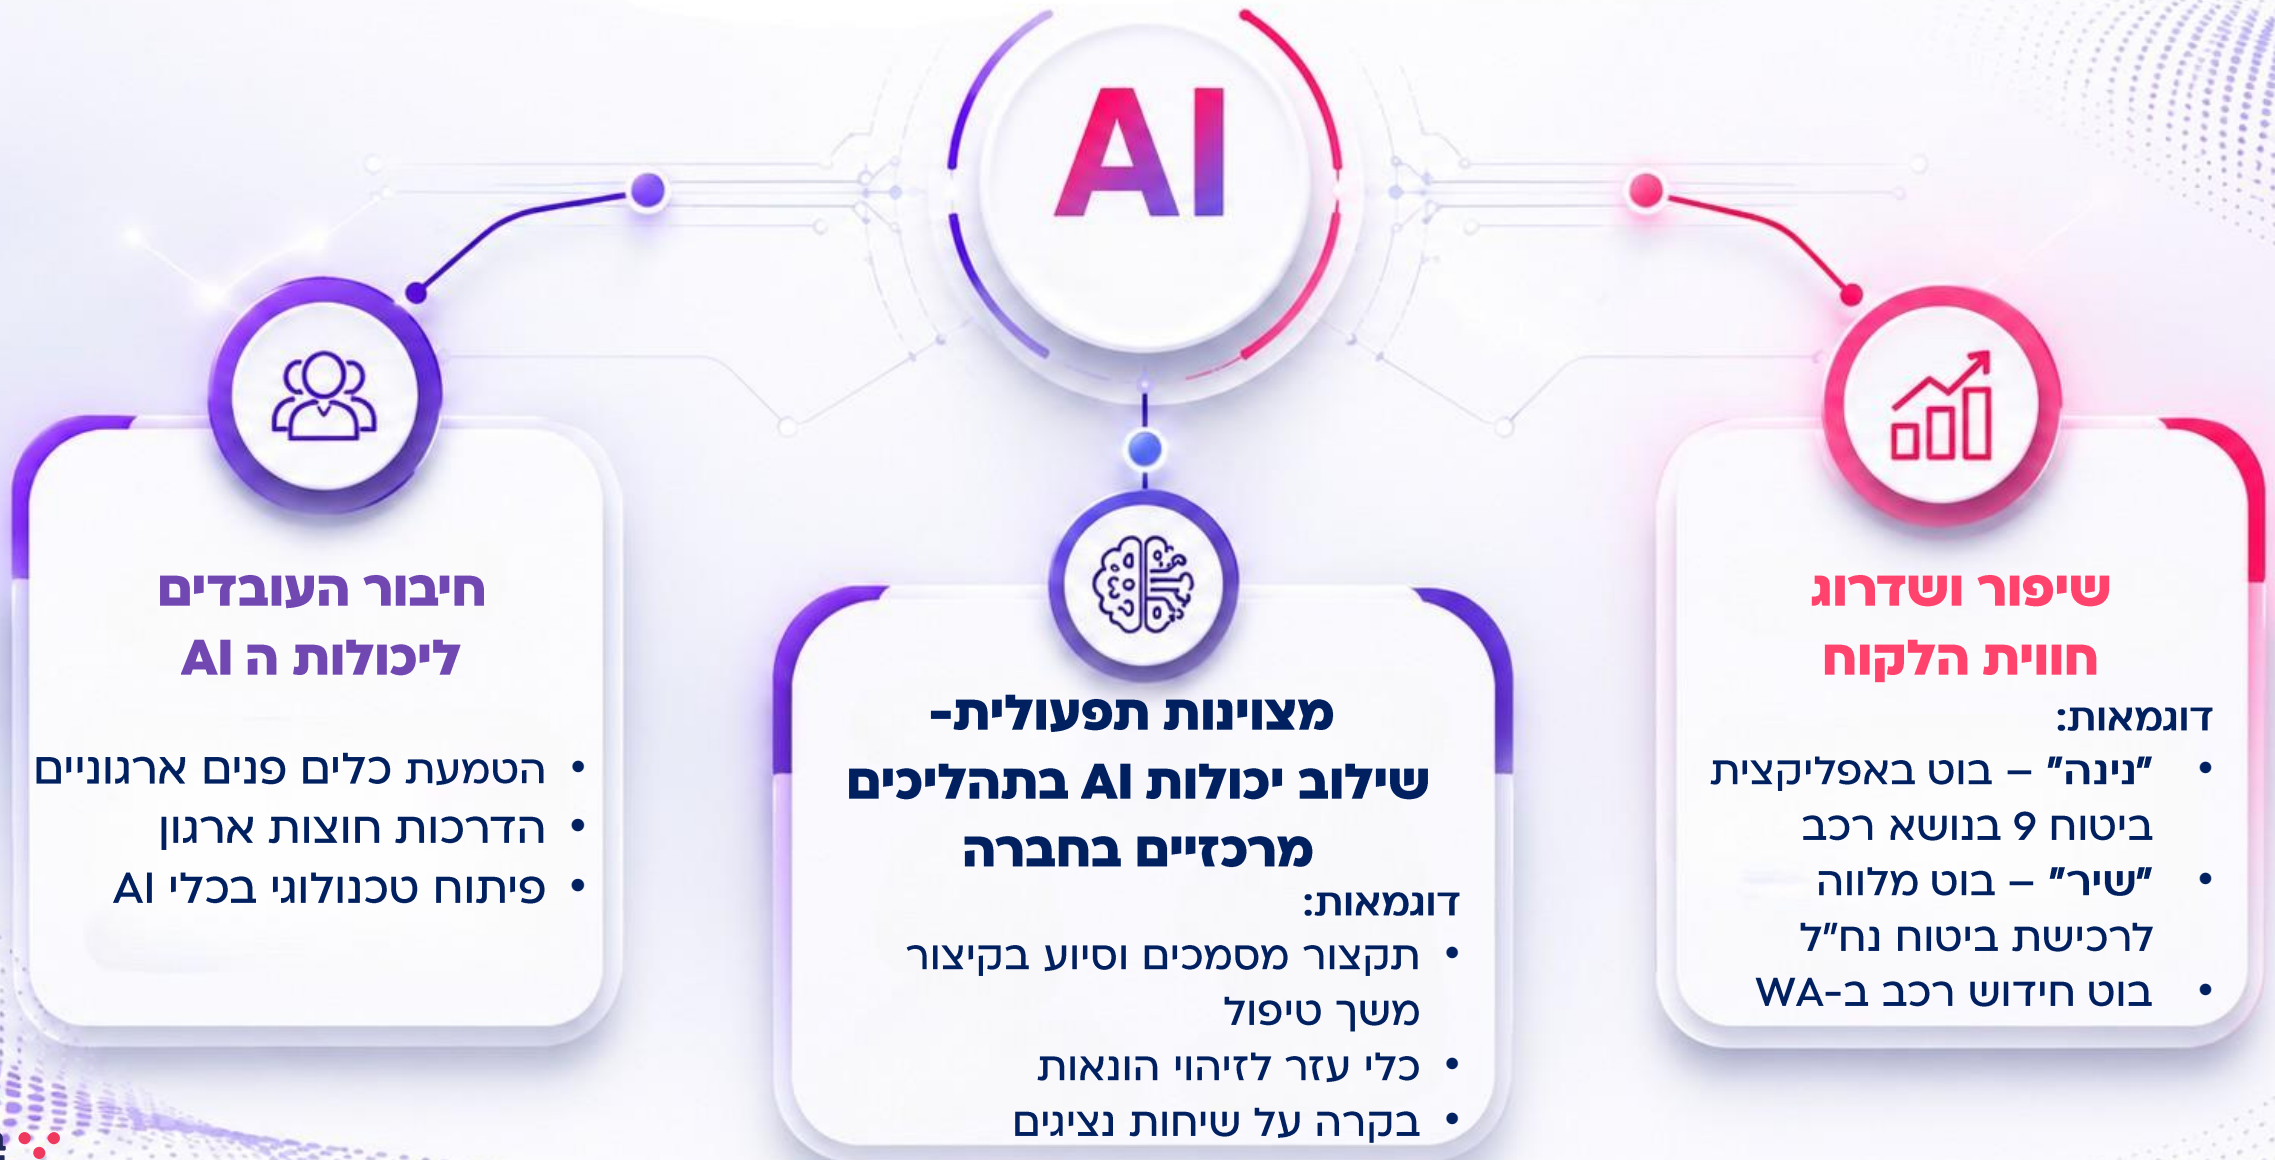 AI
שיפור ושדרוג
חווית הלקוח
דוגמאות:
• "נינה" – בוט באפליקצית
ביטוח 9 בנושא רכב
• "שיר" – בוט מלווה
לרכישת ביטוח נח"ל
• בוט חידוש רכב ב-WA
מצוינות תפעולית-
שילוב יכולות AI בתהליכים
מרכזיים בחברה
דוגמאות:
• תקצור מסמכים וסיוע בקיצור
משך טיפול
• כלי עזר לזיהוי הונאות
• בקרה על שיחות נציגים
חיבור העובדים
ליכולות ה AI
• הטמעת כלים פנים ארגוניים
• הדרכות חוצות ארגון
• פיתוח טכנולוגי בכלי AI